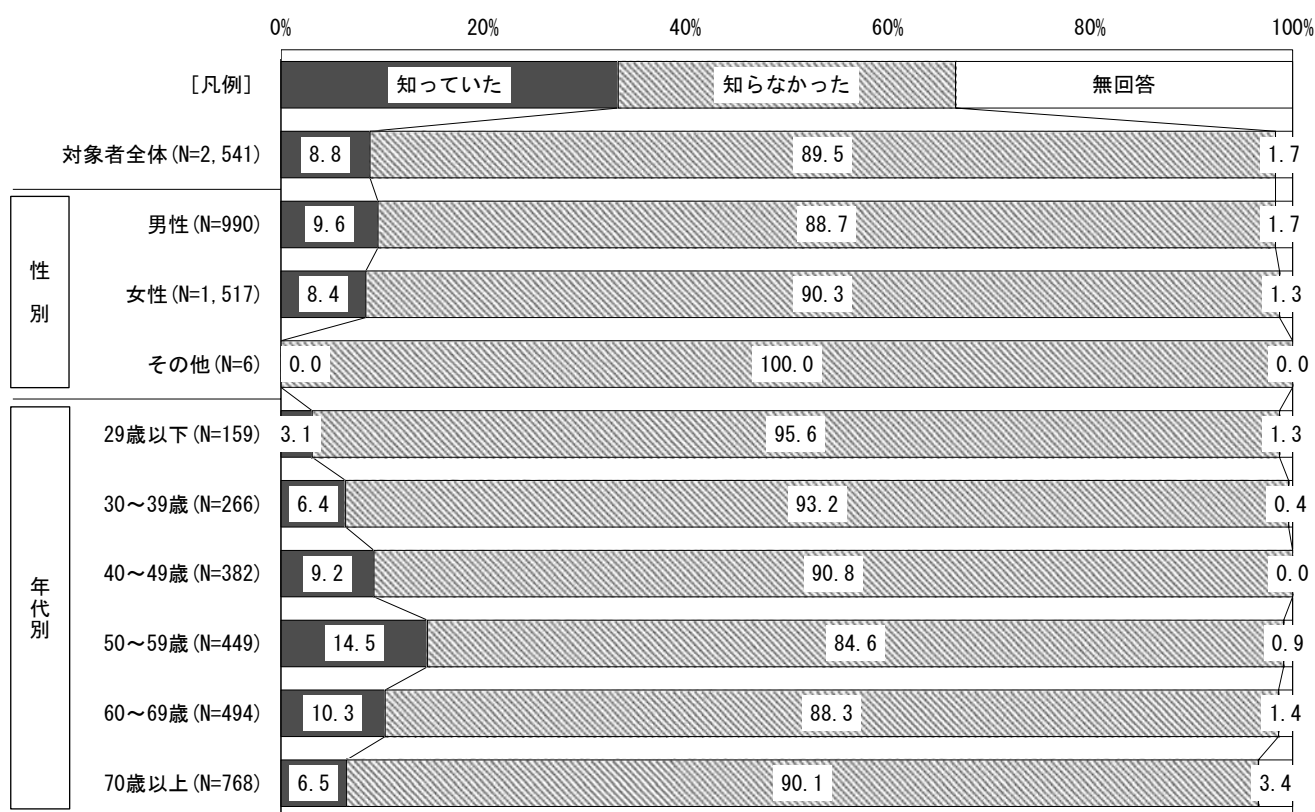 0% 20% 40% 60% 80% 100%
[凡例] 知っていた 知らなかった 無回答
対象者全体(N=2,541) 8.8 89.5 1.7
性別
男性(N=990) 9.6 88.7 1.7
女性(N=1,517) 8.4 90.3 1.3
その他(N=6) 0.0 100.0 0.0
年代別
29歳以下(N=159) 3.1 95.6 1.3
30～39歳(N=266) 6.4 93.2 0.4
40～49歳(N=382) 9.2 90.8 0.0
50～59歳(N=449) 14.5 84.6 0.9
60～69歳(N=494) 10.3 88.3 1.4
70歳以上(N=768) 6.5 90.1 3.4